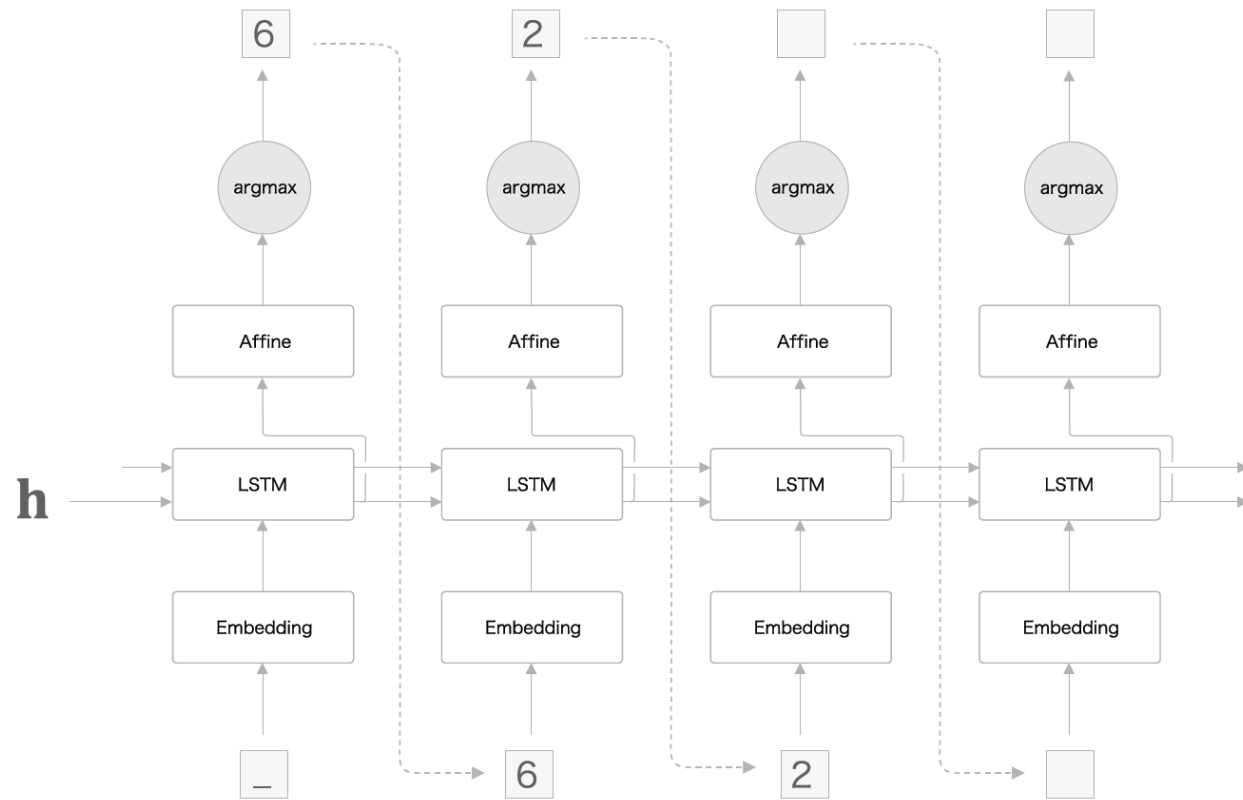 6 2
argmax argmax argmax argmax
Affine Affine Affine Affine
LSTM LSTM LSTM LSTM
h
Embedding Embedding Embedding Embedding
_ 6 2